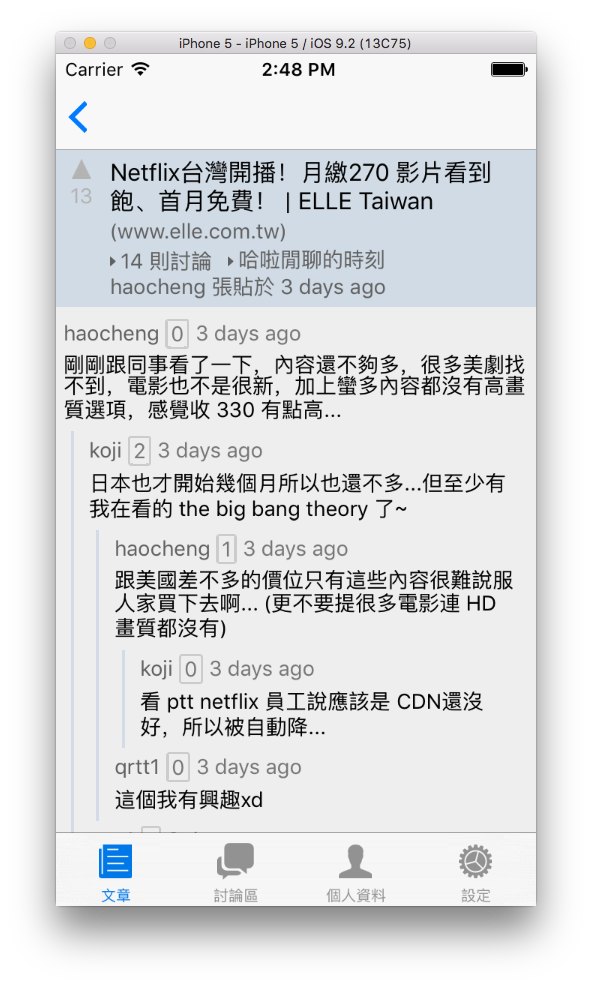 iPhone 5 - iPhone 5 / iOS 9.2 (13C75)
Carrier 2:48 PM
Netflix台灣開播！月繳270 影片看到
飽、首月免費！ | ELLE Taiwan
13
(www.elle.com.tw)
14 則討論 哈啦閒聊的時刻
haocheng 張貼於 3 days ago
haocheng 0 3 days ago
剛剛跟同事看了一下，內容還不夠多，很多美劇找
不到，電影也不是很新，加上蠻多內容都沒有高畫
質選項，感覺收 330 有點高...
koji 2 3 days ago
日本也才開始幾個月所以也還不多...但至少有
我在看的 the big bang theory 了~
haocheng 1 3 days ago
跟美國差不多的價位只有這些內容很難說服
人家買下去啊... (更不要提很多電影連 HD
畫質都沒有)
koji 0 3 days ago
看 ptt netflix 員工說應該是 CDN還沒
好，所以被自動降...
qrtt1 0 3 days ago
這個我有興趣xd
文章 討論區 個人資料 設定